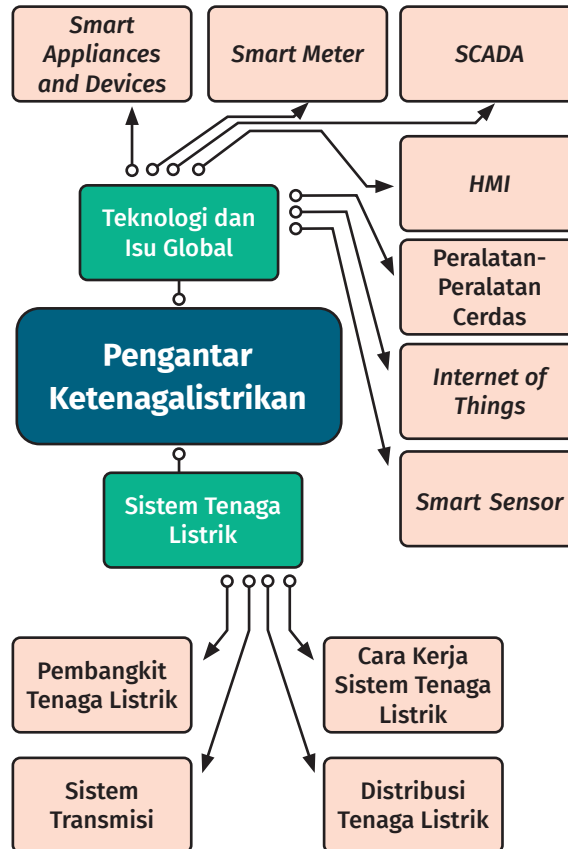 Smart
Appliances
and Devices
Smart Meter
SCADA
HMI
Teknologi dan
Isu Global
Peralatan-
Peralatan
Cerdas
Pengantar
Ketenagalistrikan
Internet of
Things
Smart Sensor
Sistem Tenaga
Listrik
Pembangkit
Tenaga Listrik
Cara Kerja
Sistem Tenaga
Listrik
Sistem
Transmisi
Distribusi
Tenaga Listrik